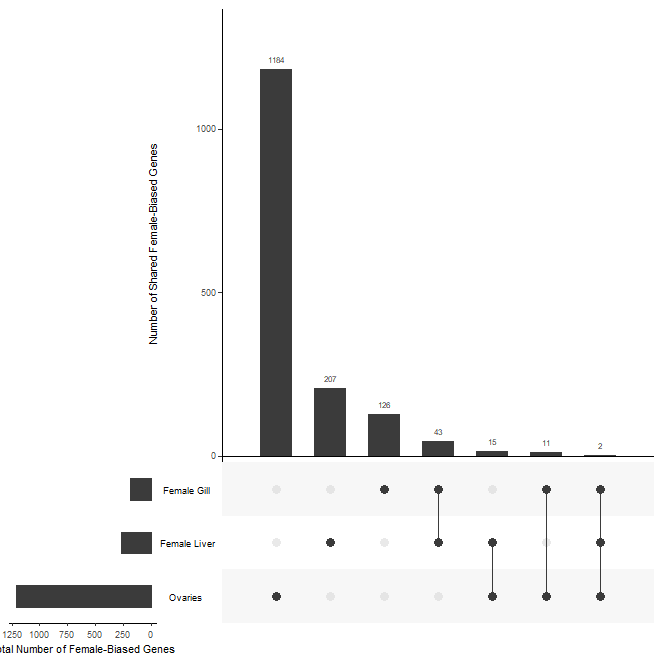 1184
1000
Number of Shared Female-Biased Genes
500
207
126
43
15
11
2
0
Female Gill
Female Liver
Ovaries
1250 1000 750 500 250 0
otal Number of Female-Biased Genes